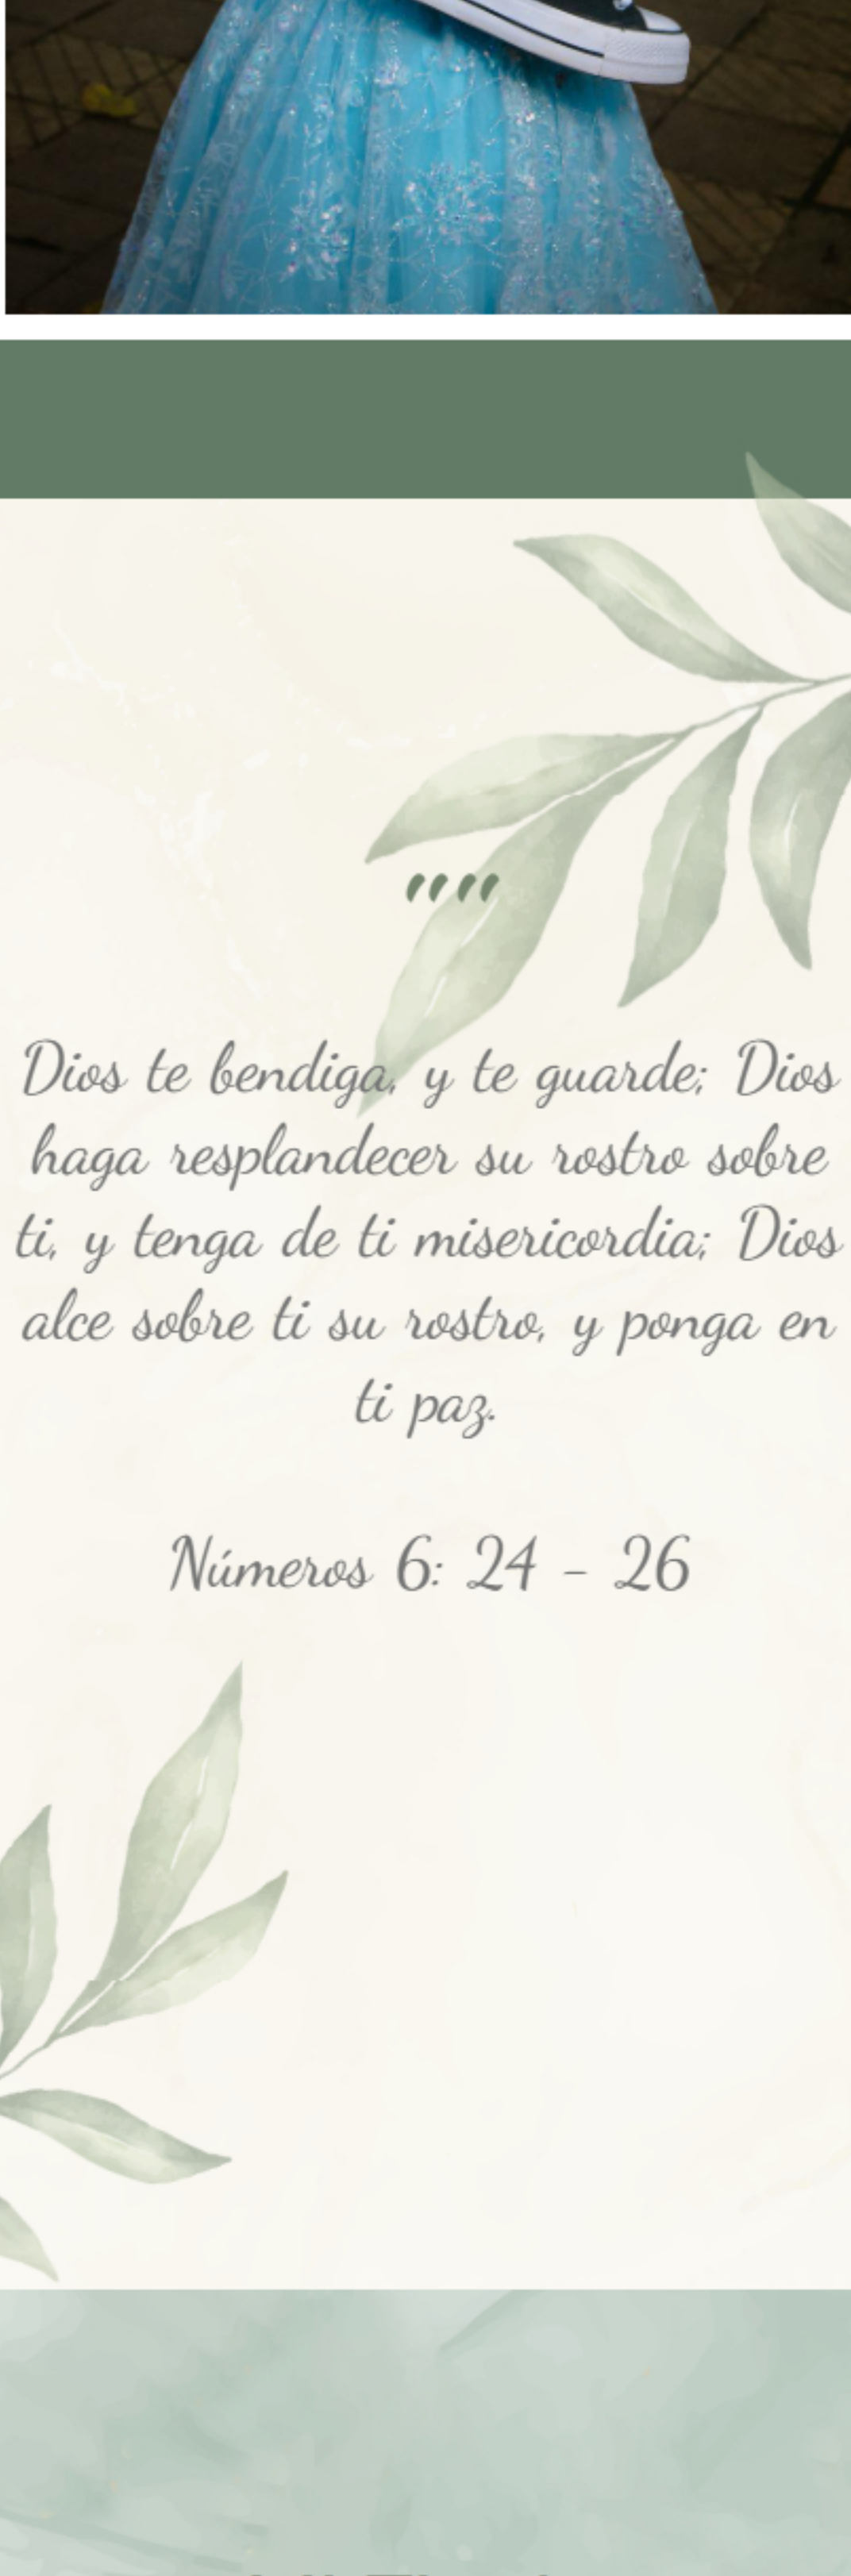 ""
Dios te bendiga, y te guarde; Dios
haga resplandecer su rostro sobre
ti, y tenga de ti misericordia; Dios
alce sobre ti su rostro, y ponga en
ti paz.
Números 6: 24 - 26